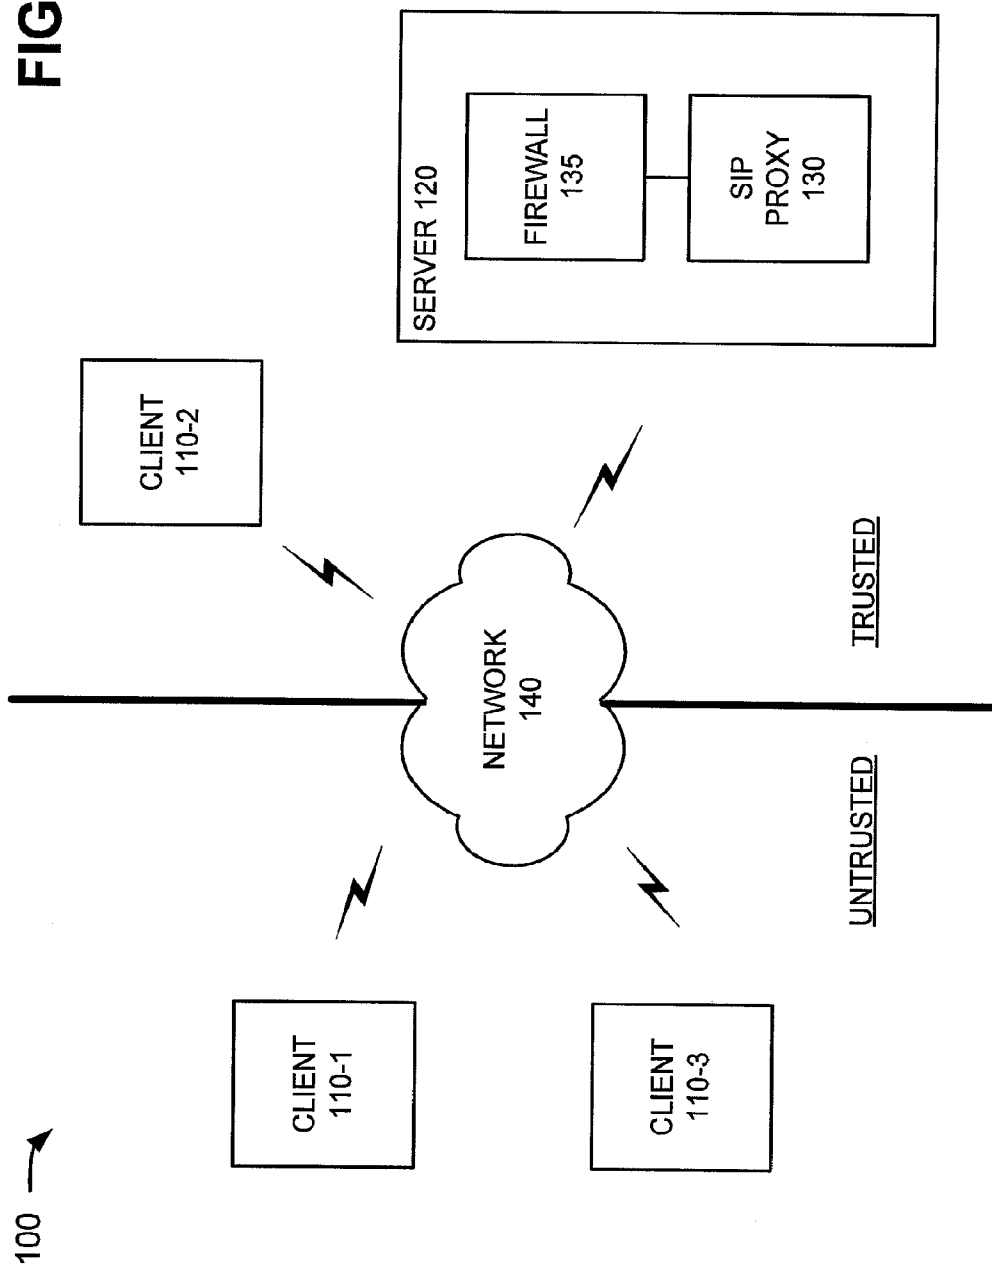 FIG
100
CLIENT
110-1
CLIENT
110-3
NETWORK
140
CLIENT
110-2
SERVER 120
FIREWALL
135
SIP
PROXY
130
UNTRUSTED
TRUSTED